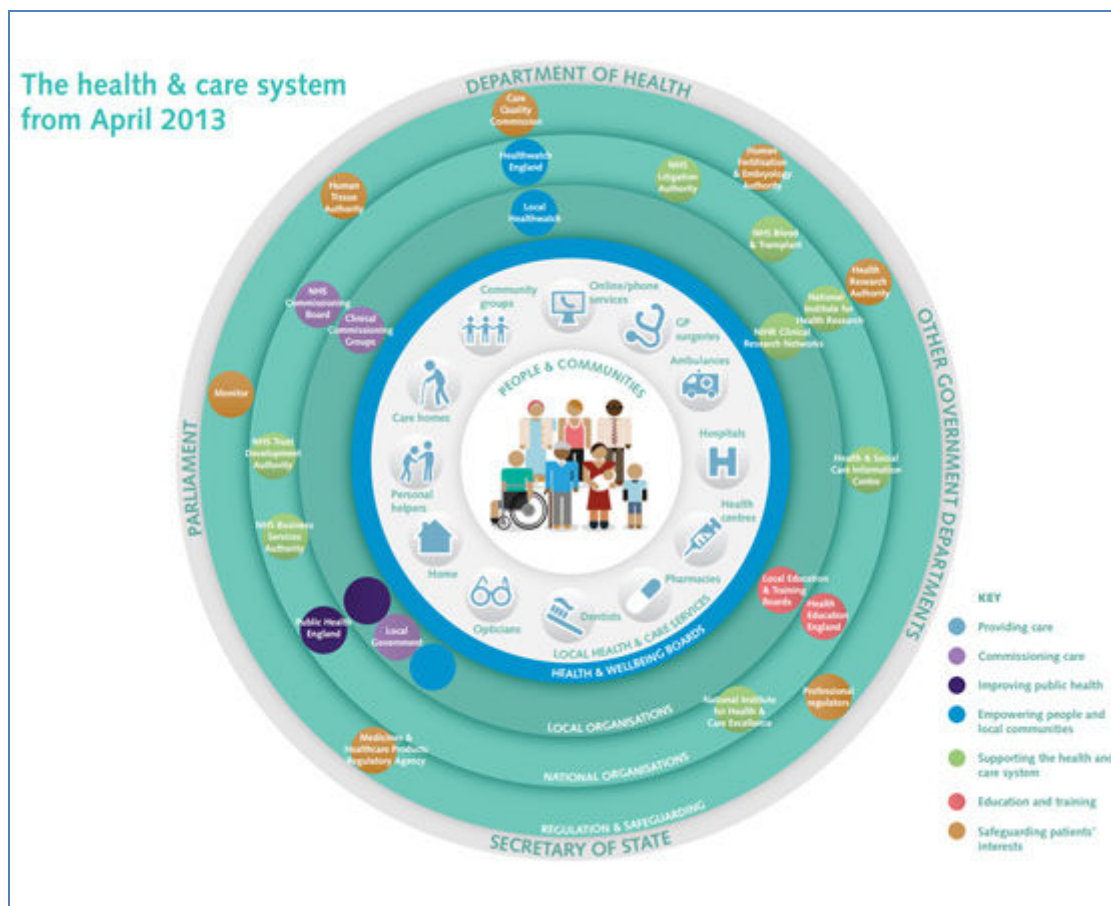 The health & care system
from April 2013
DEPARTMENT OF HEALTH
Care
Quality
Commission
Healthwatch
England
Local
Healthwatch
Human
Tissue
Authority
NHS
Litigation
Authority
Human
Fertilisation
& Embryology
Authority
NHS Blood
& Transplant
Health
Research
Authority
National
Institute for
Health Research
NIHR Clinical
Research Networks
NHS
Commissioning
Board
Clinical
Commissioning
Groups
Monitor
NHS Trust
Development
Authority
NHS Business
Services
Authority
PARLIAMENT
OTHER GOVERNMENT DEPARTMENTS
Community
groups
Online/phone
services
GP
surgeries
Ambulances
Hospitals
H
Health
centres
Pharmacies
Dentists
Opticians
Home
Personal
helpers
Care homes
PEOPLE & COMMUNITIES
Health & Social
Care Information
Centre
Local Education
& Training
Boards
Health
Education
England
Public Health
England
Local
Government
LOCAL HEALTH & CARE SERVICES
HEALTH & WELLBEING BOARDS
LOCAL ORGANISATIONS
NATIONAL ORGANISATIONS
REGULATION & SAFEGUARDING
SECRETARY OF STATE
National Institute
for Health &
Care Excellence
Professional
regulators
Medicines &
Healthcare Products
Regulatory Agency
KEY
Providing care
Commissioning care
Improving public health
Empowering people and
local communities
Supporting the health and
care system
Education and training
Safeguarding patients'
interests